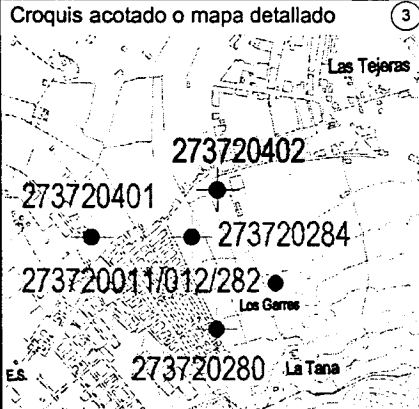 Croquis acotado o mapa detallado 3
Las Tejeras
273720402
273720401
273720284
273720011/012/282
Los Garres
273720280
E.S.
La Tana